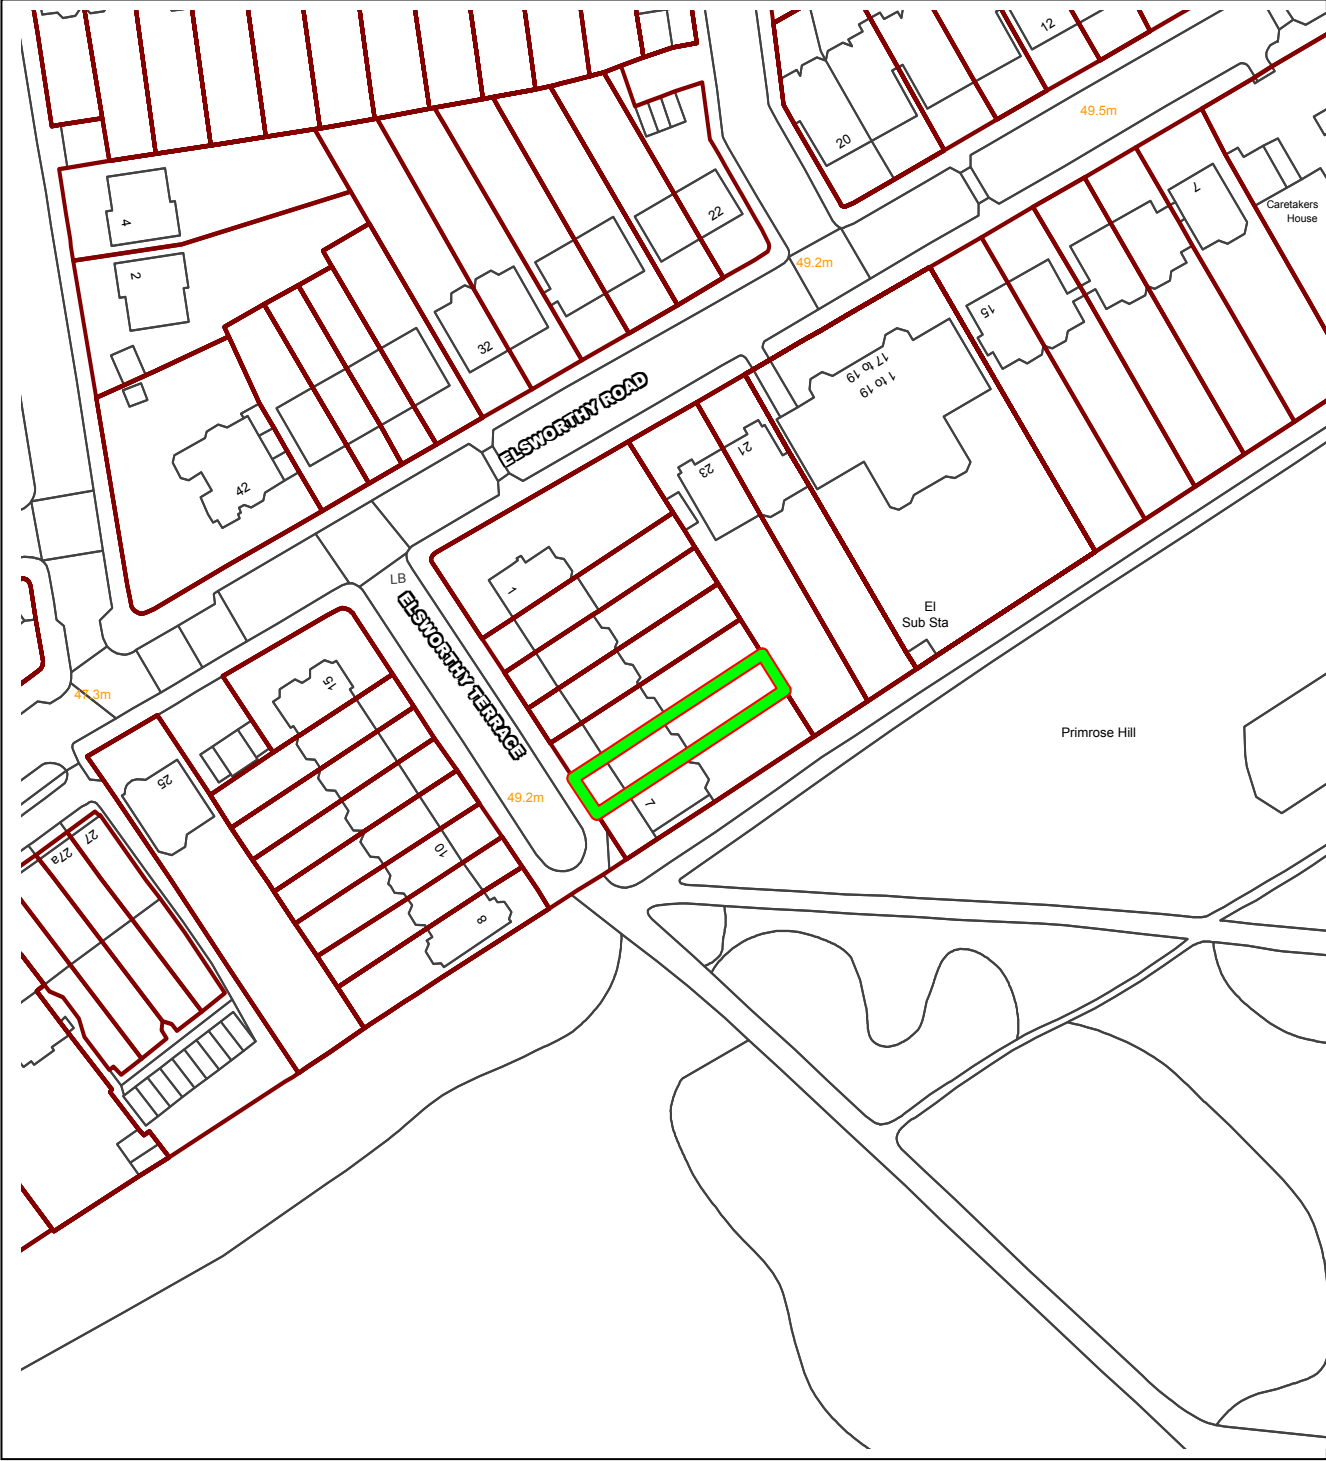 12
49.5m
20
4
22
7
Caretakers
House
2
49.2m
15
32
17 to 19
1 to 19
ELSWORTHY ROAD
21
23
42
LB
1
El
Sub Sta
ELSWORTHY TERRACE
15
47.3m
Primrose Hill
25
49.2m
7
27
27a
10
8